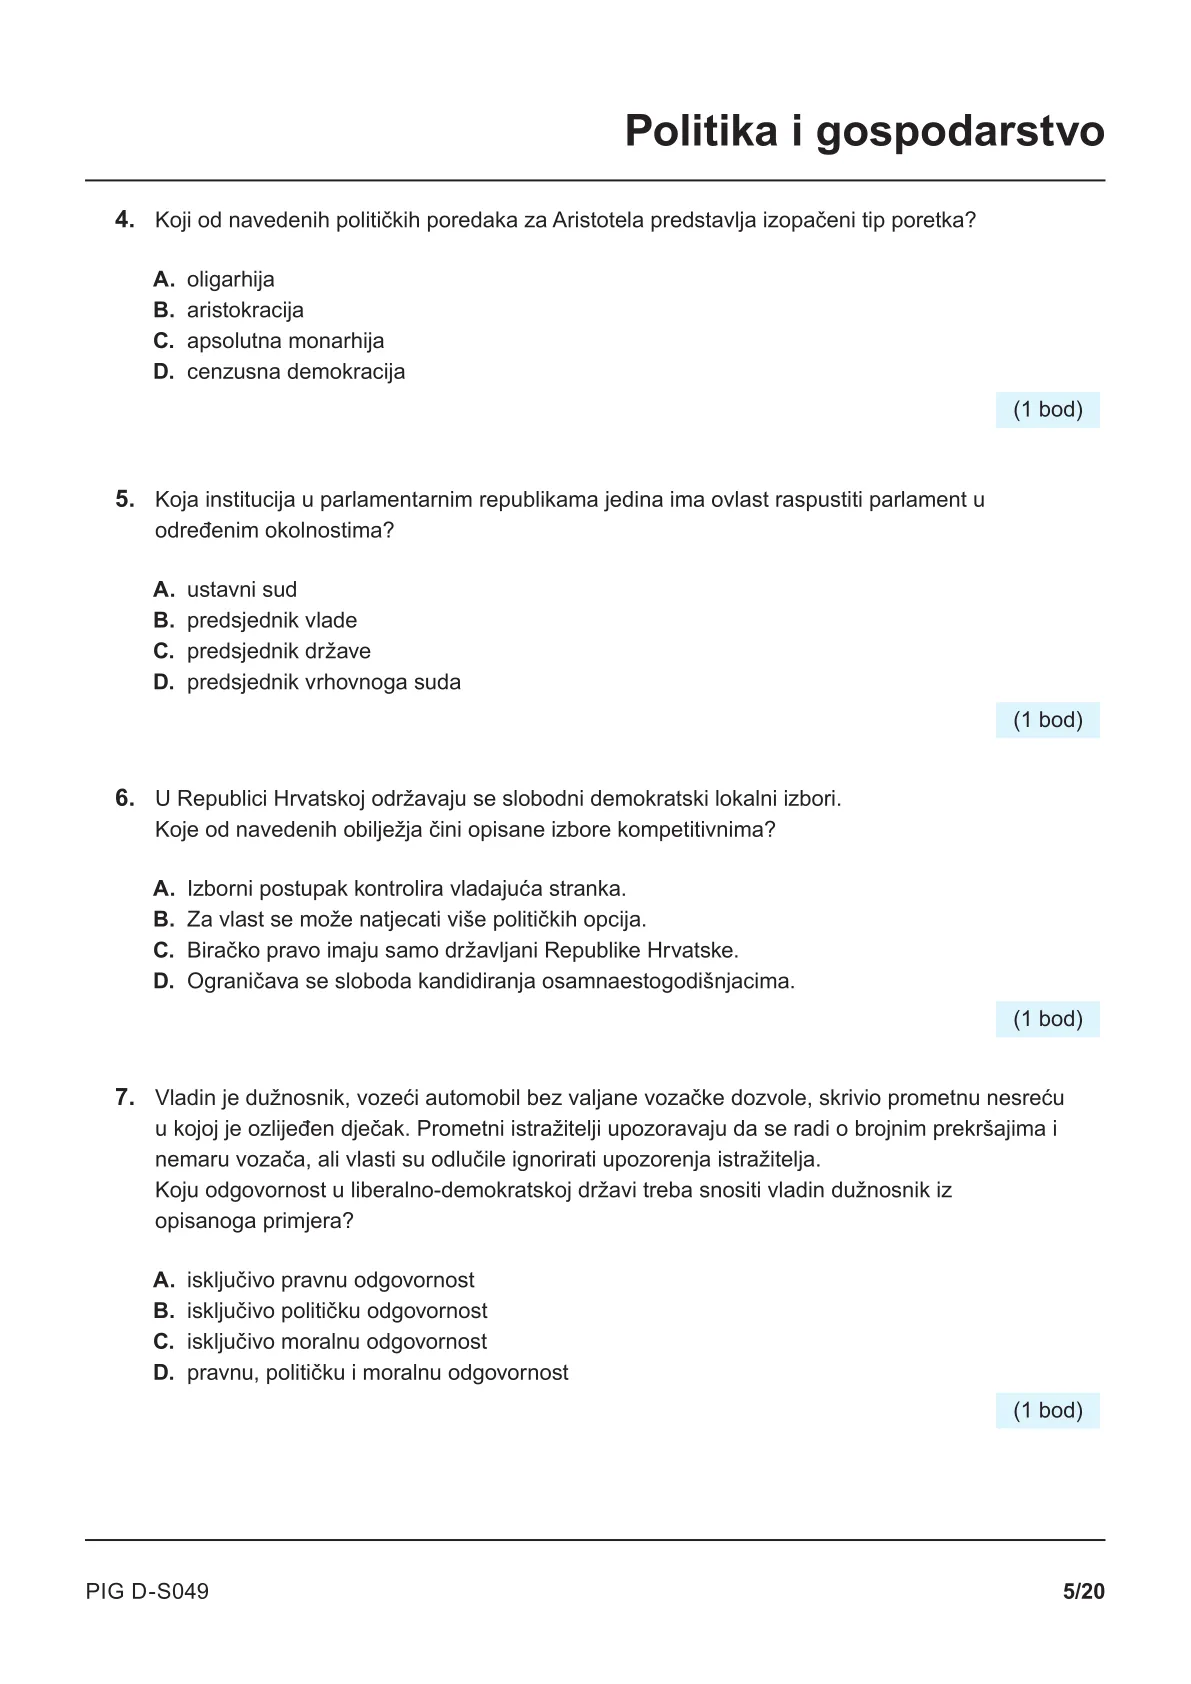 Politika i gospodarstvo
4. Koji od navedenih političkih poredaka za Aristotela predstavlja izopačeni tip poretka?
A. oligarhija
B. aristokracija
C. apsolutna monarhija
D. cenzusna demokracija
(1 bod)
5. Koja institucija u parlamentarnim republikama jedina ima ovlast raspustiti parlament u
određenim okolnostima?
A. ustavni sud
B. predsjednik vlade
C. predsjednik države
D. predsjednik vrhovnoga suda
(1 bod)
6. U Republici Hrvatskoj održavaju se slobodni demokratski lokalni izbori.
Koje od navedenih obilježja čini opisane izbore kompetitivnima?
A. Izborni postupak kontrolira vladajuća stranka.
B. Za vlast se može natjecati više političkih opcija.
C. Biračko pravo imaju samo državljani Republike Hrvatske.
D. Ograničava se sloboda kandidiranja osamnaestogodišnjacima.
(1 bod)
7. Vladin je dužnosnik, vozeći automobil bez valjane vozačke dozvole, skrivio prometnu nesreću
u kojoj je ozlijeđen dječak. Prometni istražitelji upozoravaju da se radi o brojnim prekršajima i
nemaru vozača, ali vlasti su odlučile ignorirati upozorenja istražitelja.
Koju odgovornost u liberalno-demokratskoj državi treba snositi vladin dužnosnik iz
opisanoga primjera?
A. isključivo pravnu odgovornost
B. isključivo političku odgovornost
C. isključivo moralnu odgovornost
D. pravnu, političku i moralnu odgovornost
(1 bod)
PIG D-S049
5/20